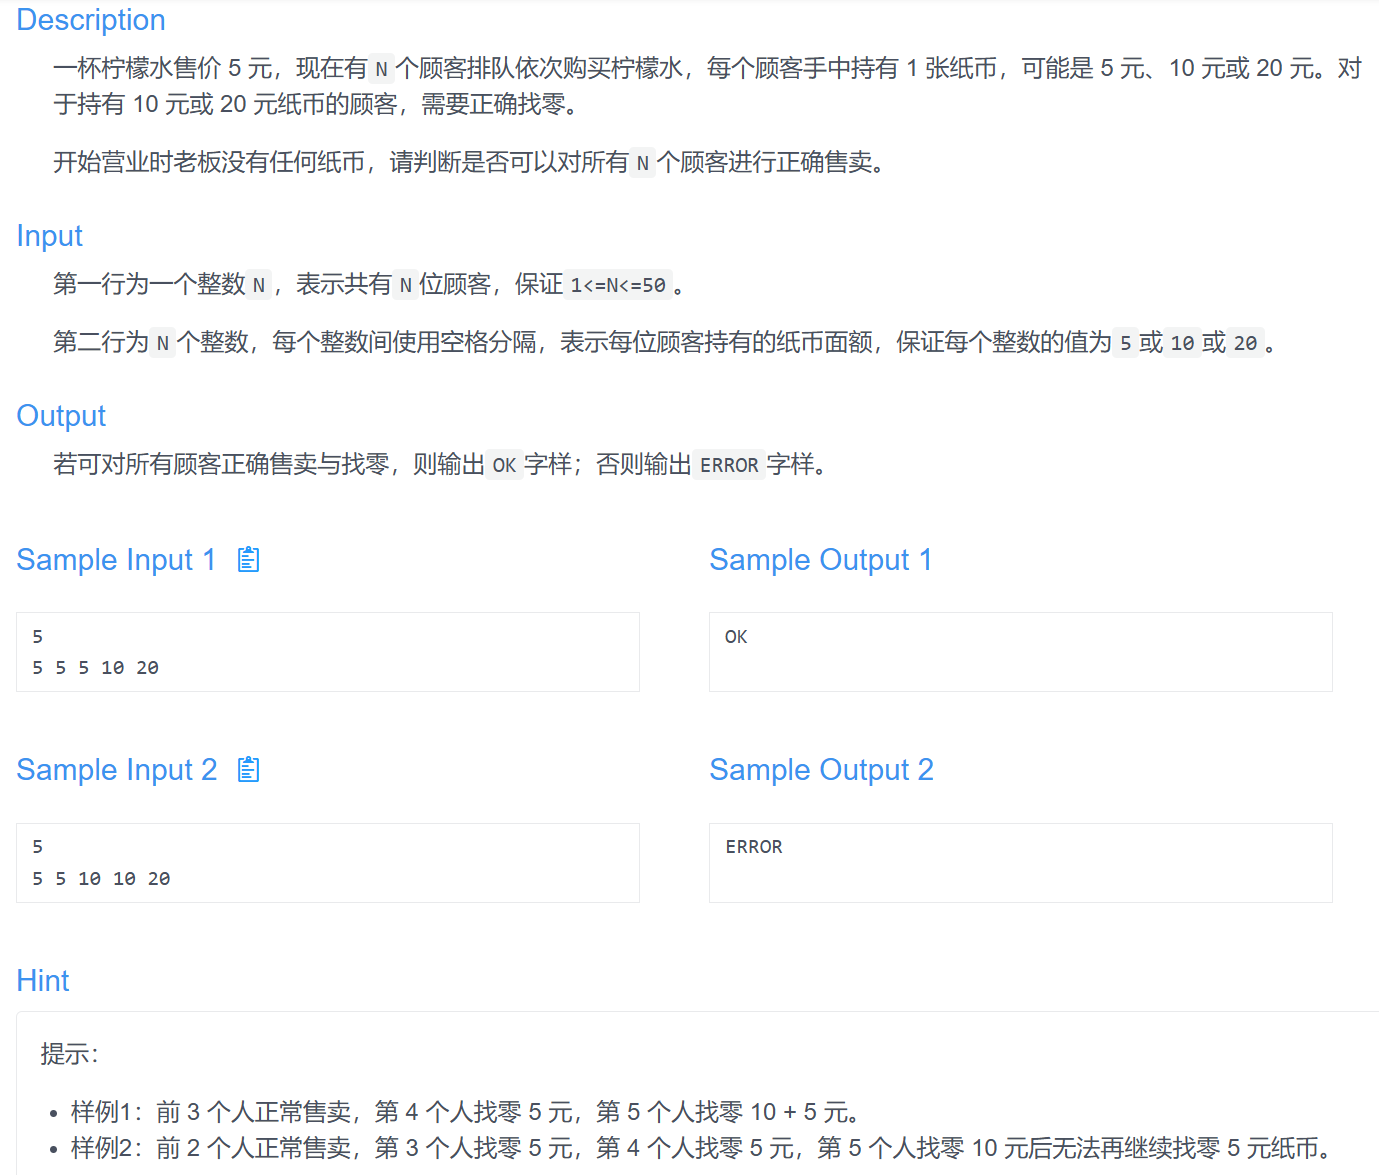 Description
一杯柠檬水售价 5 元，现在有 N 个顾客排队依次购买柠檬水，每个顾客手中持有 1 张纸币，可能是 5 元、10 元或 20 元。对
于持有 10 元或 20 元纸币的顾客，需要正确找零。
开始营业时老板没有任何纸币，请判断是否可以对所有 N 个顾客进行正确售卖。
Input
第一行为一个整数 N ，表示共有 N 位顾客，保证 1<=N<=50 。
第二行为 N 个整数，每个整数间使用空格分隔，表示每位顾客持有的纸币面额，保证每个整数的值为 5 或 10 或 20 。
Output
若可对所有顾客正确售卖与找零，则输出 OK 字样；否则输出 ERROR 字样。
Sample Input 1
Sample Output 1
5
5 5 5 10 20
OK
Sample Input 2
Sample Output 2
5
5 5 10 10 20
ERROR
Hint
提示：
• 样例1：前 3 个人正常售卖，第 4 个人找零 5 元，第 5 个人找零 10 + 5 元。
• 样例2：前 2 个人正常售卖，第 3 个人找零 5 元，第 4 个人找零 5 元，第 5 个人找零 10 元后无法再继续找零 5 元纸币。